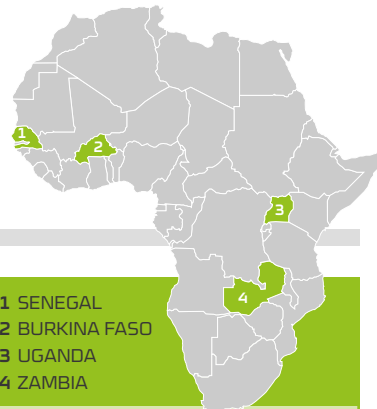 1
2
3
4
1 SENEGAL
2 BURKINA FASO
3 UGANDA
4 ZAMBIA